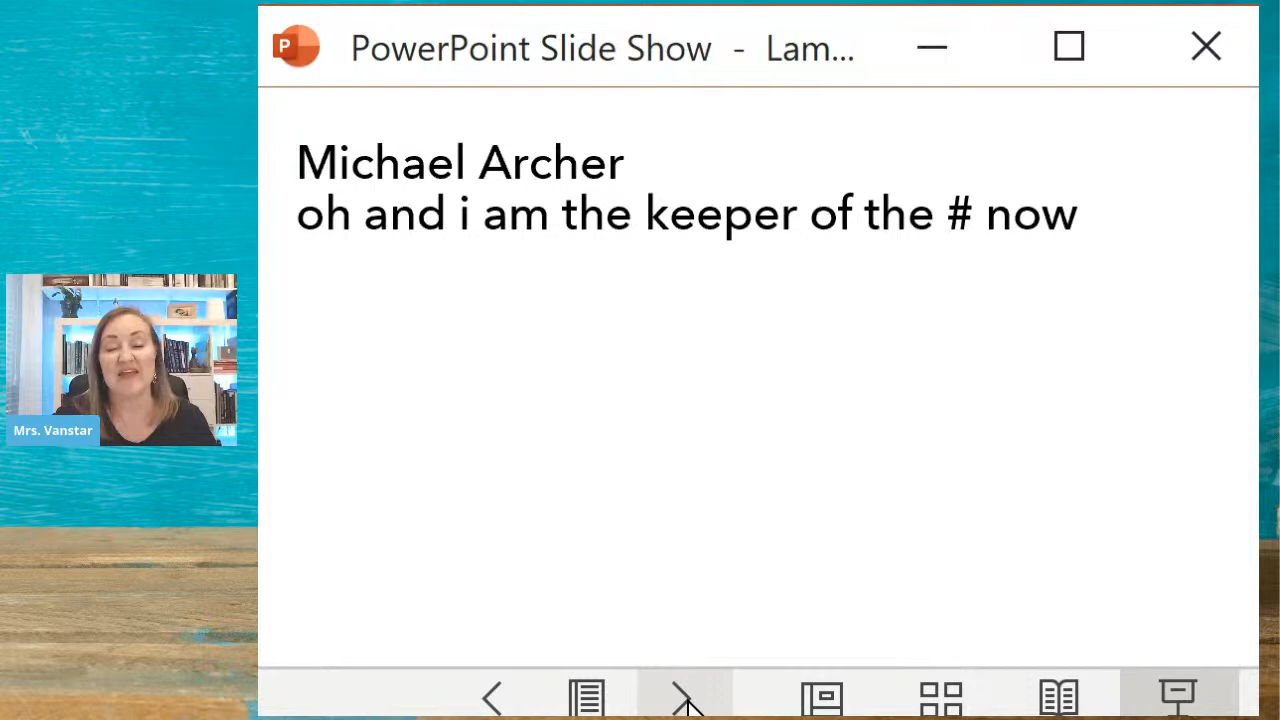 PowerPoint Slide Show - Lam...
Michael Archer
oh and i am the keeper of the # now
Mrs. Vanstar